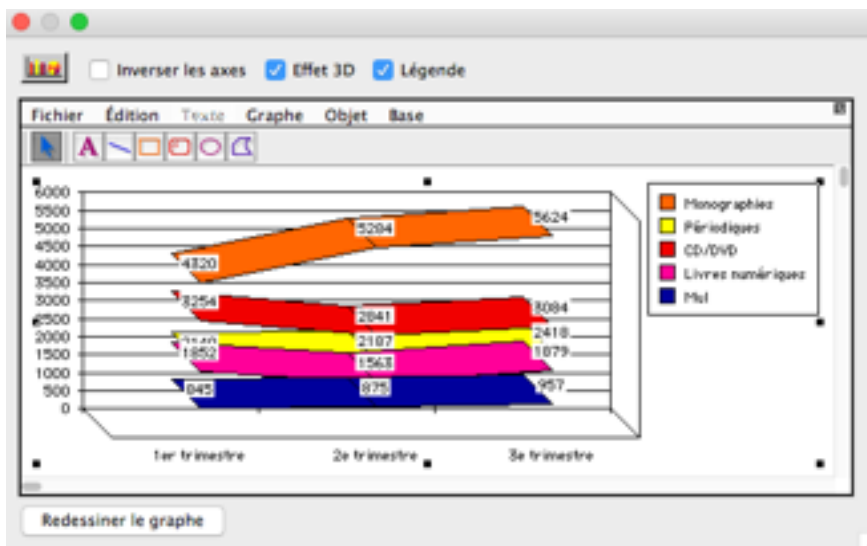 Inverser les axes Effet 3D Légende
Fichier Édition Texte Graphe Objet Base
A
6000
5500
5000
4500
4000
3500
3000
2500
2000
1500
1000
500
0
4320 5284 5624
3254 2841 3084
2187 2418
1852 1563 1879
845 875 957
1er trimestre 2e trimestre 3e trimestre
Monographies
Périodiques
CD/DVD
Livres numériques
Mul
Redessiner le graphe